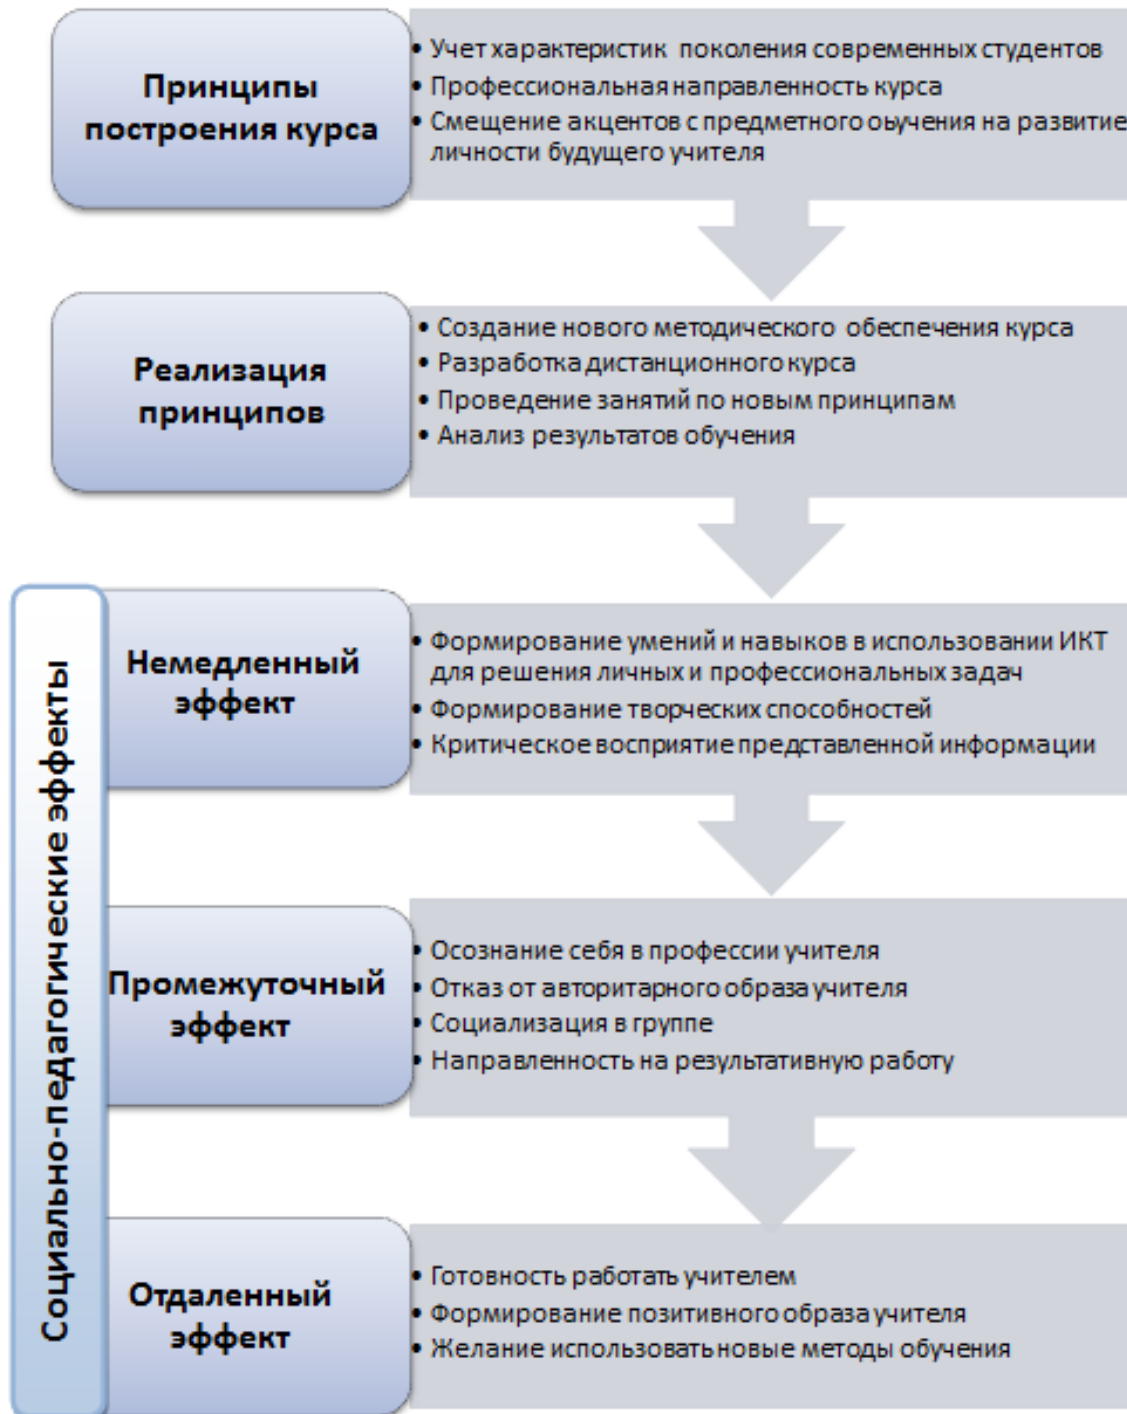 Принципы
построения курса
• Учет характеристик поколения современных студентов
• Профессиональная направленность курса
• Смещение акцентов с предметного оьучения на развитие
личности будущего учителя
Реализация
принципов
• Создание нового методического обеспечения курса
• Разработка дистанционного курса
• Проведение занятий по новым принципам
• Анализ результатов обучения
Социально-педагогические эффекты
Немедленный
эффект
• Формирование умений и навыков в использовании ИКТ
для решения личных и профессиональных задач
• Формирование творческих способностей
• Критическое восприятие представленной информации
Промежуточный
эффект
• Осознание себя в профессии учителя
• Отказ от авторитарного образа учителя
• Социализация в группе
• Направленность на результативную работу
Отдаленный
эффект
• Готовность работать учителем
• Формирование позитивного образа учителя
• Желание использовать новые методы обучения